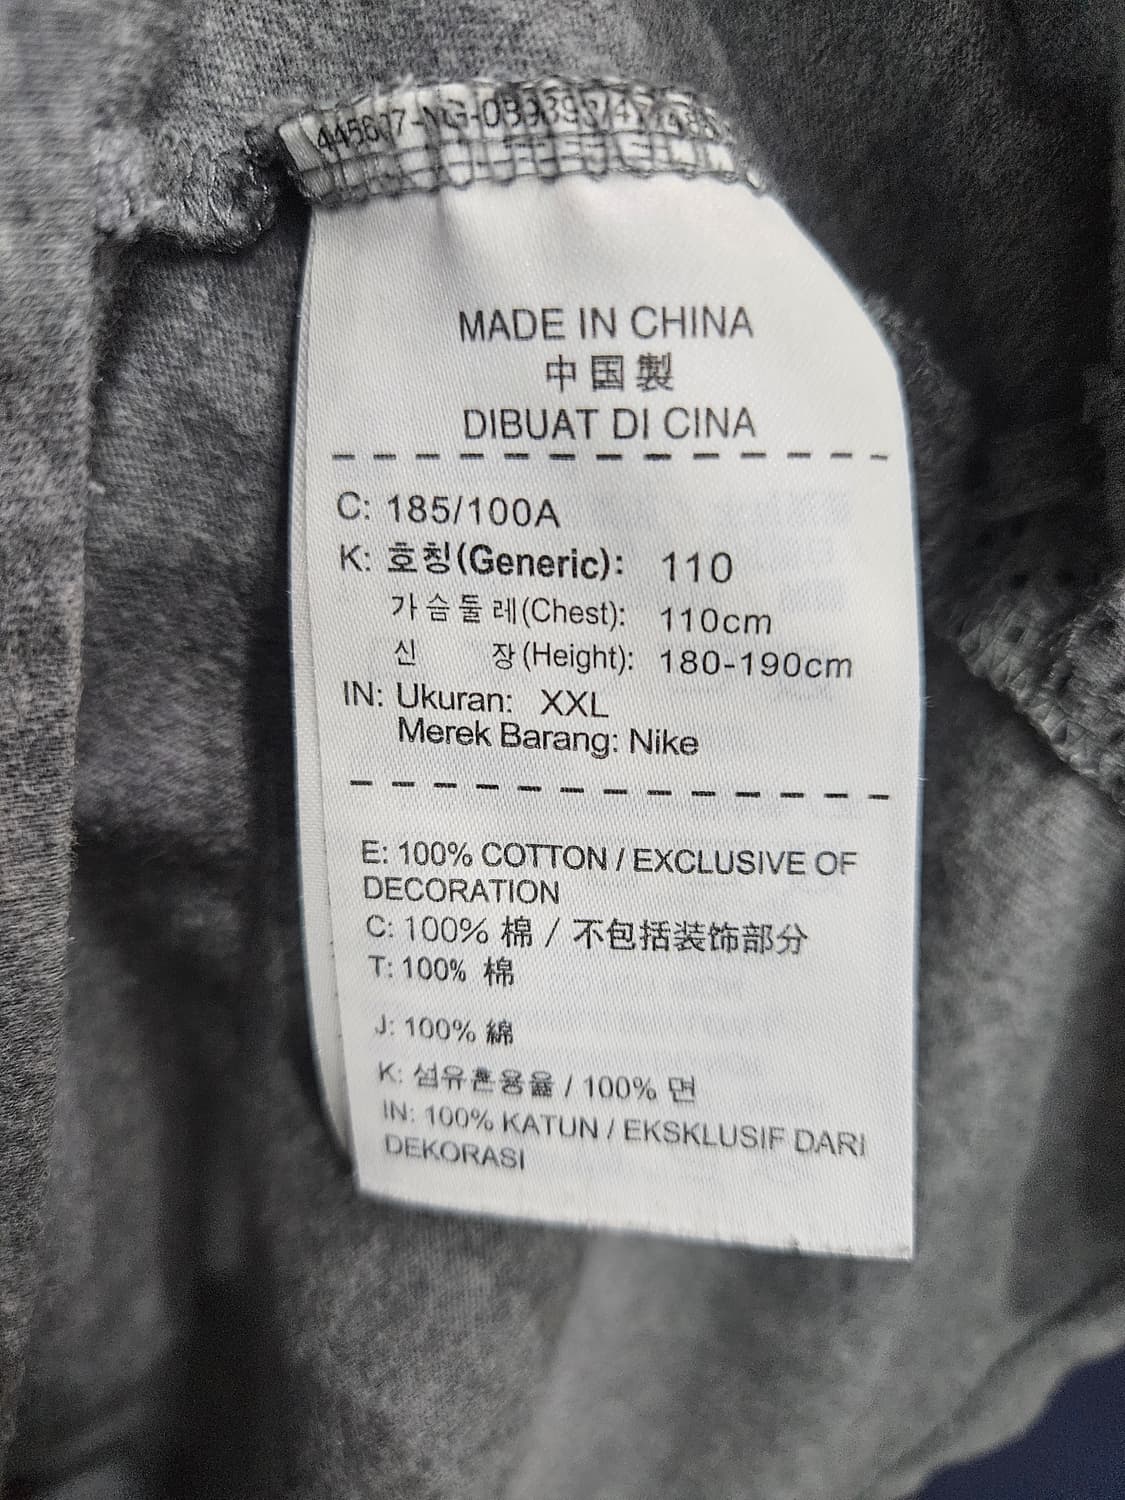 MADE IN CHINA
中国製
DIBUAT DI CINA
C: 185/100A
K: 호칭(Generic): 110
가슴둘레(Chest): 110cm
신 장(Height): 180-190cm
IN: Ukuran: XXL
Merek Barang: Nike
E: 100% COTTON / EXCLUSIVE OF
DECORATION
C: 100% 棉 / 不包括装饰部分
T: 100% 棉
J: 100% 綿
K: 섬유혼용율 / 100% 면
IN: 100% KATUN / EKSKLUSIF DARI
DEKORASI